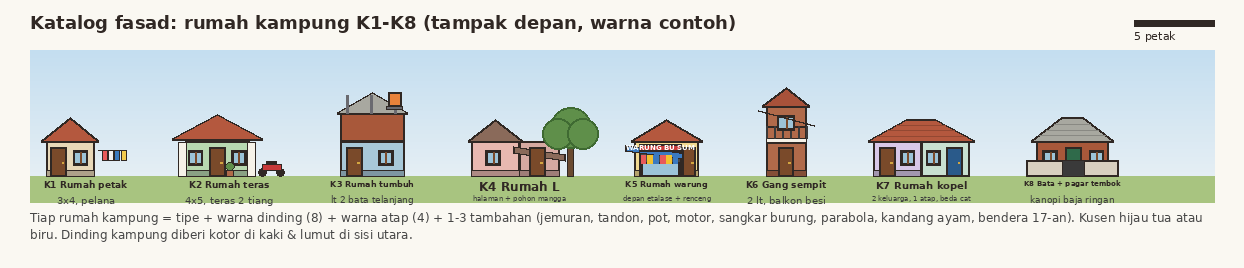 Katalog fasad: rumah kampung K1-K8 (tampak depan, warna contoh)
5 petak
WARUNG BU
K1 Rumah petak
K2 Rumah teras
K3 Rumah tumbuh
K4 Rumah L
K5 Rumah warung
K6 Gang sempit
K7 Rumah kopel
K8 Bata + pagar tembok
3x4, pelana
4x5, teras 2 tiang
lt 2 bata telanjang
halaman + pohon mangga
depan etalase + renceng
2 lt, balkon besi
2 keluarga, 1 atap, beda cat
kanopi baja ringan
Tiap rumah kampung = tipe + warna dinding (8) + warna atap (4) + 1-3 tambahan (jemuran, tandon, pot, motor, sangkar burung, parabola, kandang ayam, bendera 17-an). Kusen hijau tua atau
biru. Dinding kampung diberi kotor di kaki & lumut di sisi utara.